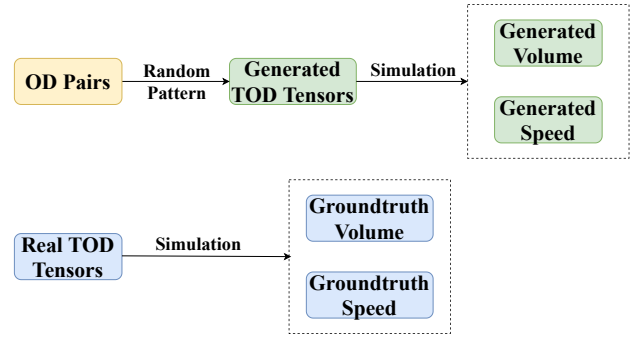 OD Pairs
Random
Pattern
Generated
TOD Tensors
Simulation
Generated
Volume
Generated
Speed
Real TOD
Tensors
Simulation
Groundtruth
Volume
Groundtruth
Speed